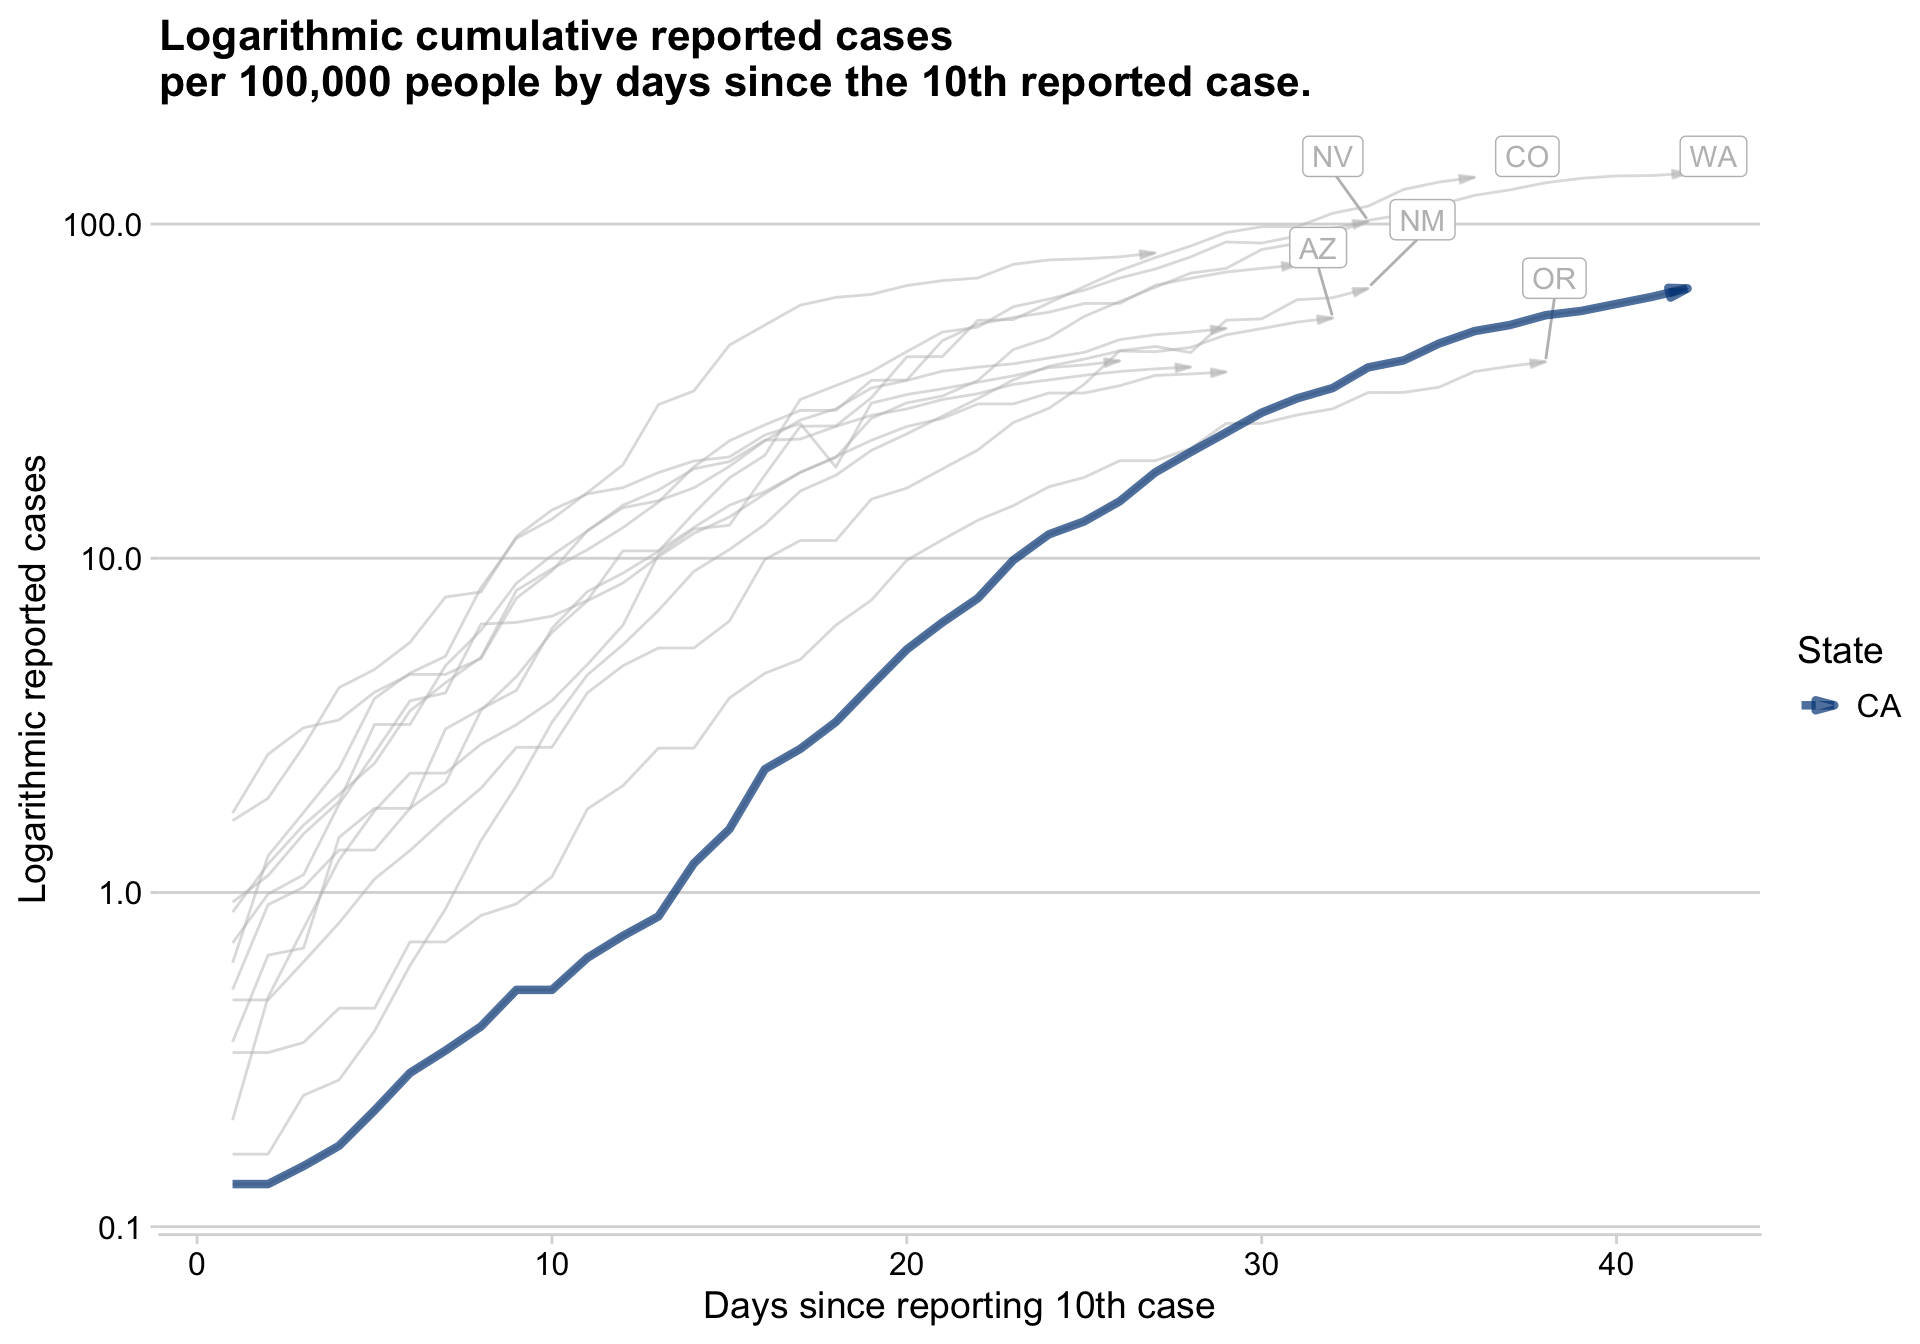 Logarithmic cumulative reported cases
per 100,000 people by days since the 10th reported case.
NV
CO
WA
NM
AZ
OR
100.0
10.0
1.0
0.1
Logarithmic reported cases
0
10
20
30
40
Days since reporting 10th case
State
CA